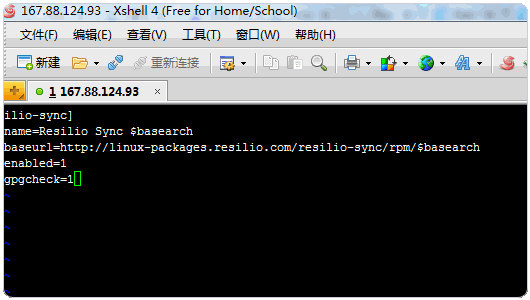 167.88.124.93 - Xshell 4 (Free for Home/School)
文件(F) 编辑(E) 查看(V) 工具(T) 窗口(W) 帮助(H)
新建 重新连接
1 167.88.124.93 ×
ilio-sync]
name=Resilio Sync $basearch
baseurl=http://linux-packages.resilio.com/resilio-sync/rpm/$basearch
enabled=1
gpgcheck=1
~
~
~
~
~
~
~